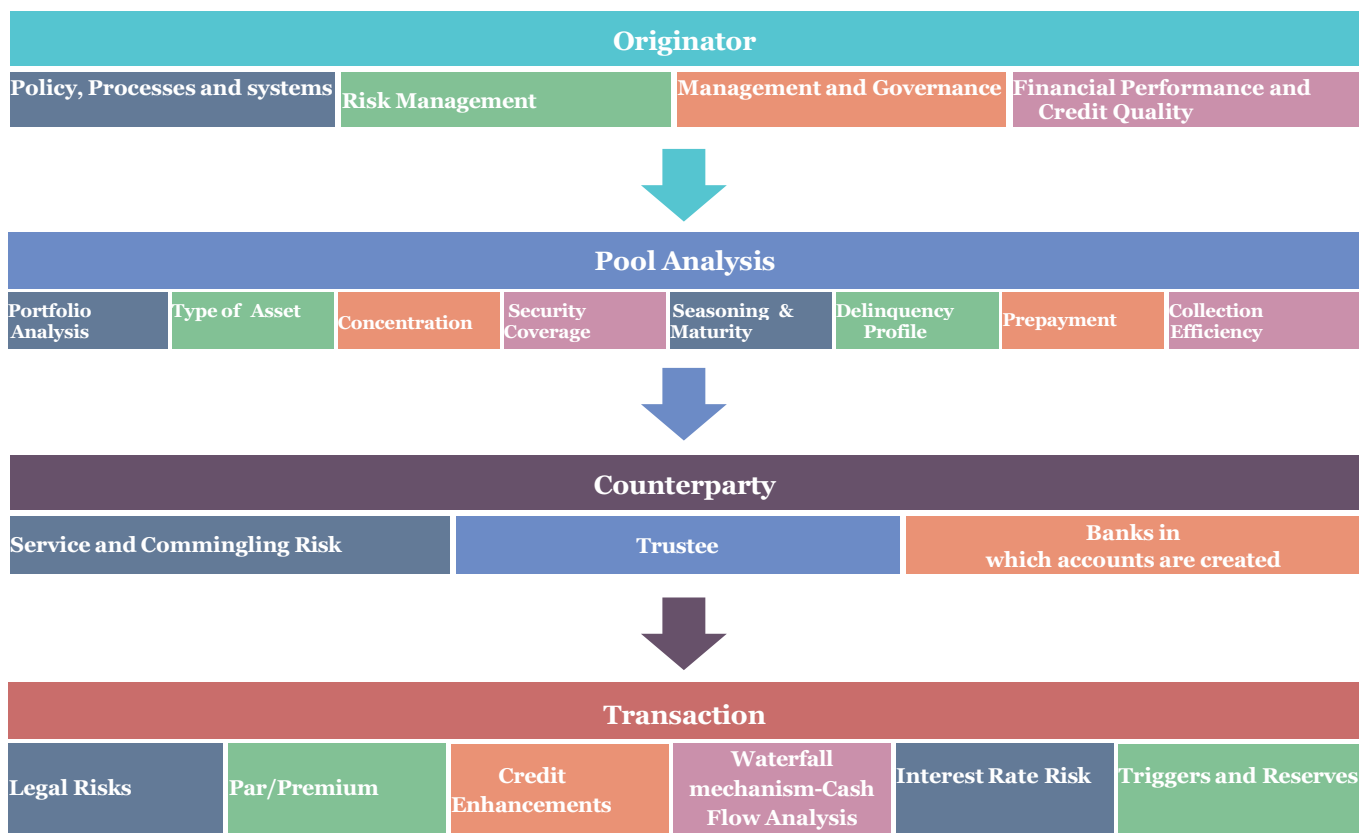 Originator
Policy, Processes and systems
Risk Management
Management and Governance
Financial Performance and
Credit Quality
Pool Analysis
Portfolio
Analysis
Type of Asset
Concentration
Security
Coverage
Seasoning &
Maturity
Delinquency
Profile
Prepayment
Collection
Efficiency
Counterparty
Service and Commingling Risk
Trustee
Banks in
which accounts are created
Transaction
Legal Risks
Par/Premium
Credit
Enhancements
Waterfall
mechanism-Cash
Flow Analysis
Interest Rate Risk
Triggers and Reserves